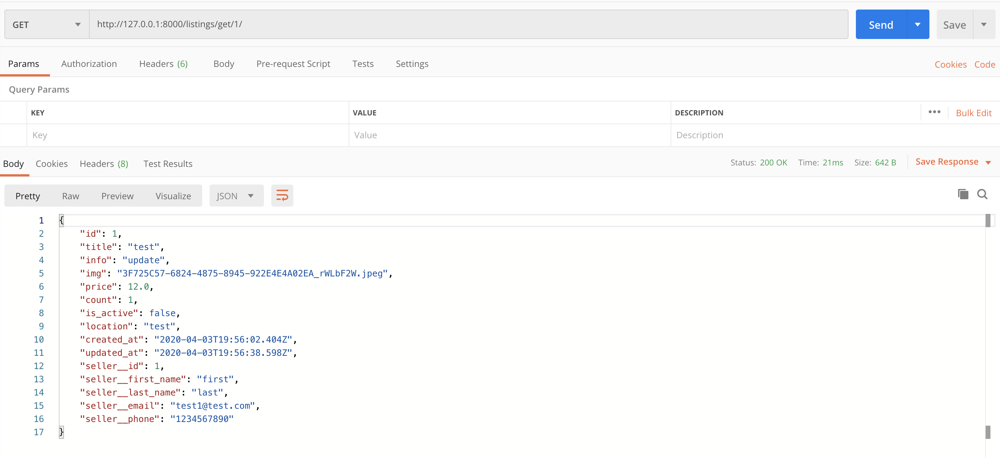 GET http://127.0.0.1:8000/listings/get/1/ Send Save
Params Authorization Headers (6) Body Pre-request Script Tests Settings Cookies Code
Query Params
KEY VALUE DESCRIPTION ••• Bulk Edit
Key Value Description
Body Cookies Headers (8) Test Results Status: 200 OK Time: 21ms Size: 642 B Save Response
Pretty Raw Preview Visualize JSON
1 {
2 "id": 1,
3 "title": "test",
4 "info": "update",
5 "img": "3F725C57-6824-4875-8945-922E4E4A02EA_rWLbF2W.jpeg",
6 "price": 12.0,
7 "count": 1,
8 "is_active": false,
9 "location": "test",
10 "created_at": "2020-04-03T19:56:02.404Z",
11 "updated_at": "2020-04-03T19:56:38.598Z",
12 "seller__id": 1,
13 "seller__first_name": "first",
14 "seller__last_name": "last",
15 "seller__email": "test1@test.com",
16 "seller__phone": "1234567890"
17 }